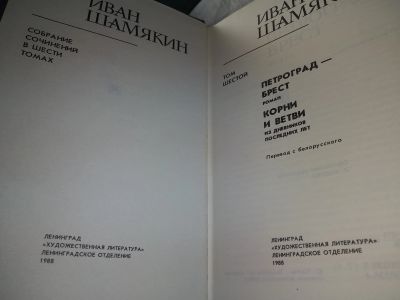 ИВАН
ШАМЯКИН
СОБРАНИЕ
СОЧИНЕНИЙ
В ШЕСТИ
ТОМАХ
ЛЕНИНГРАД
«ХУДОЖЕСТВЕННАЯ ЛИТЕРАТУРА»
ЛЕНИНГРАДСКОЕ ОТДЕЛЕНИЕ
1988
ИВАН
ШАМЯКИН
ТОМ
ШЕСТОЙ
ПЕТРОГРАД —
БРЕСТ
РОМАН
КОРНИ
И ВЕТВИ
ИЗ ДНЕВНИКОВ
ПОСЛЕДНИХ ЛЕТ
Перевод с белорусского
ЛЕНИНГРАД
«ХУДОЖЕСТВЕННАЯ ЛИТЕРАТУРА»
ЛЕНИНГРАДСКОЕ ОТДЕЛЕНИЕ
1988